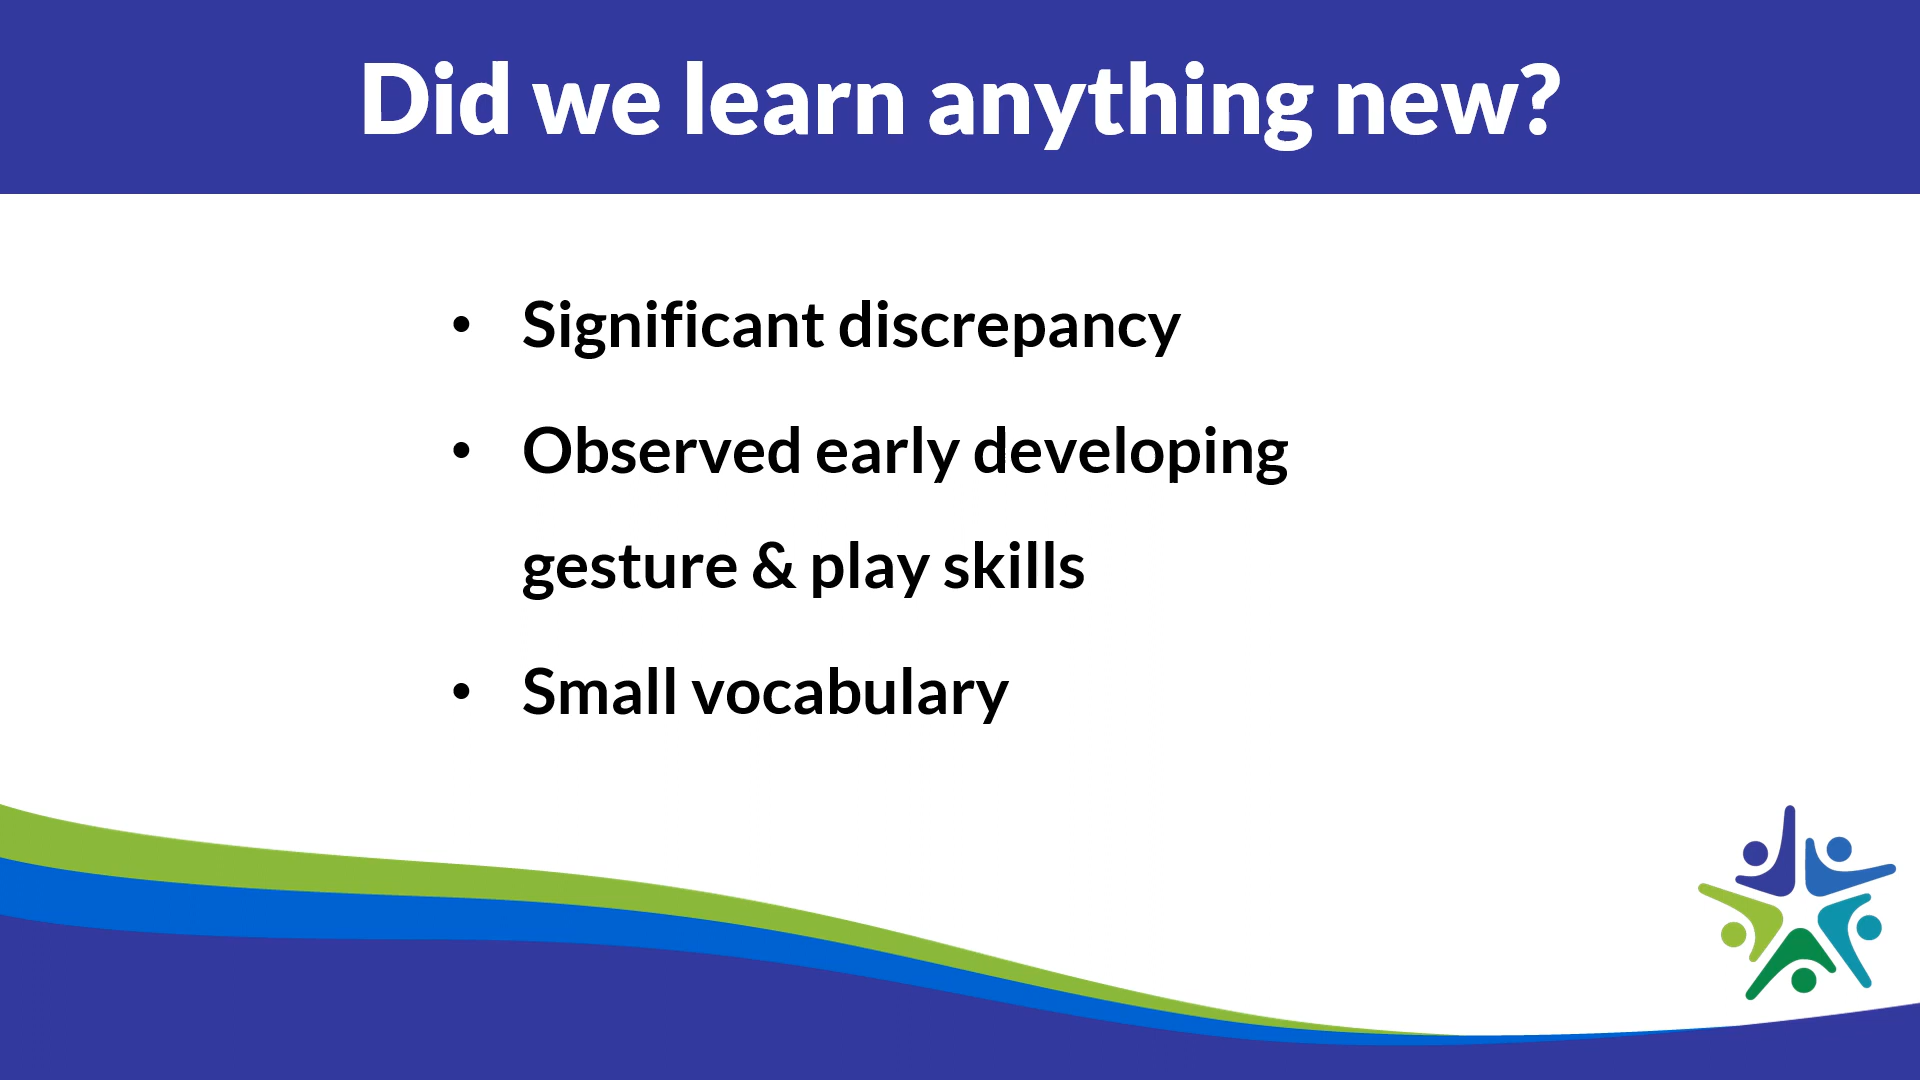 Did we learn anything new?
• Significant discrepancy
• Observed early developing
gesture & play skills
• Small vocabulary